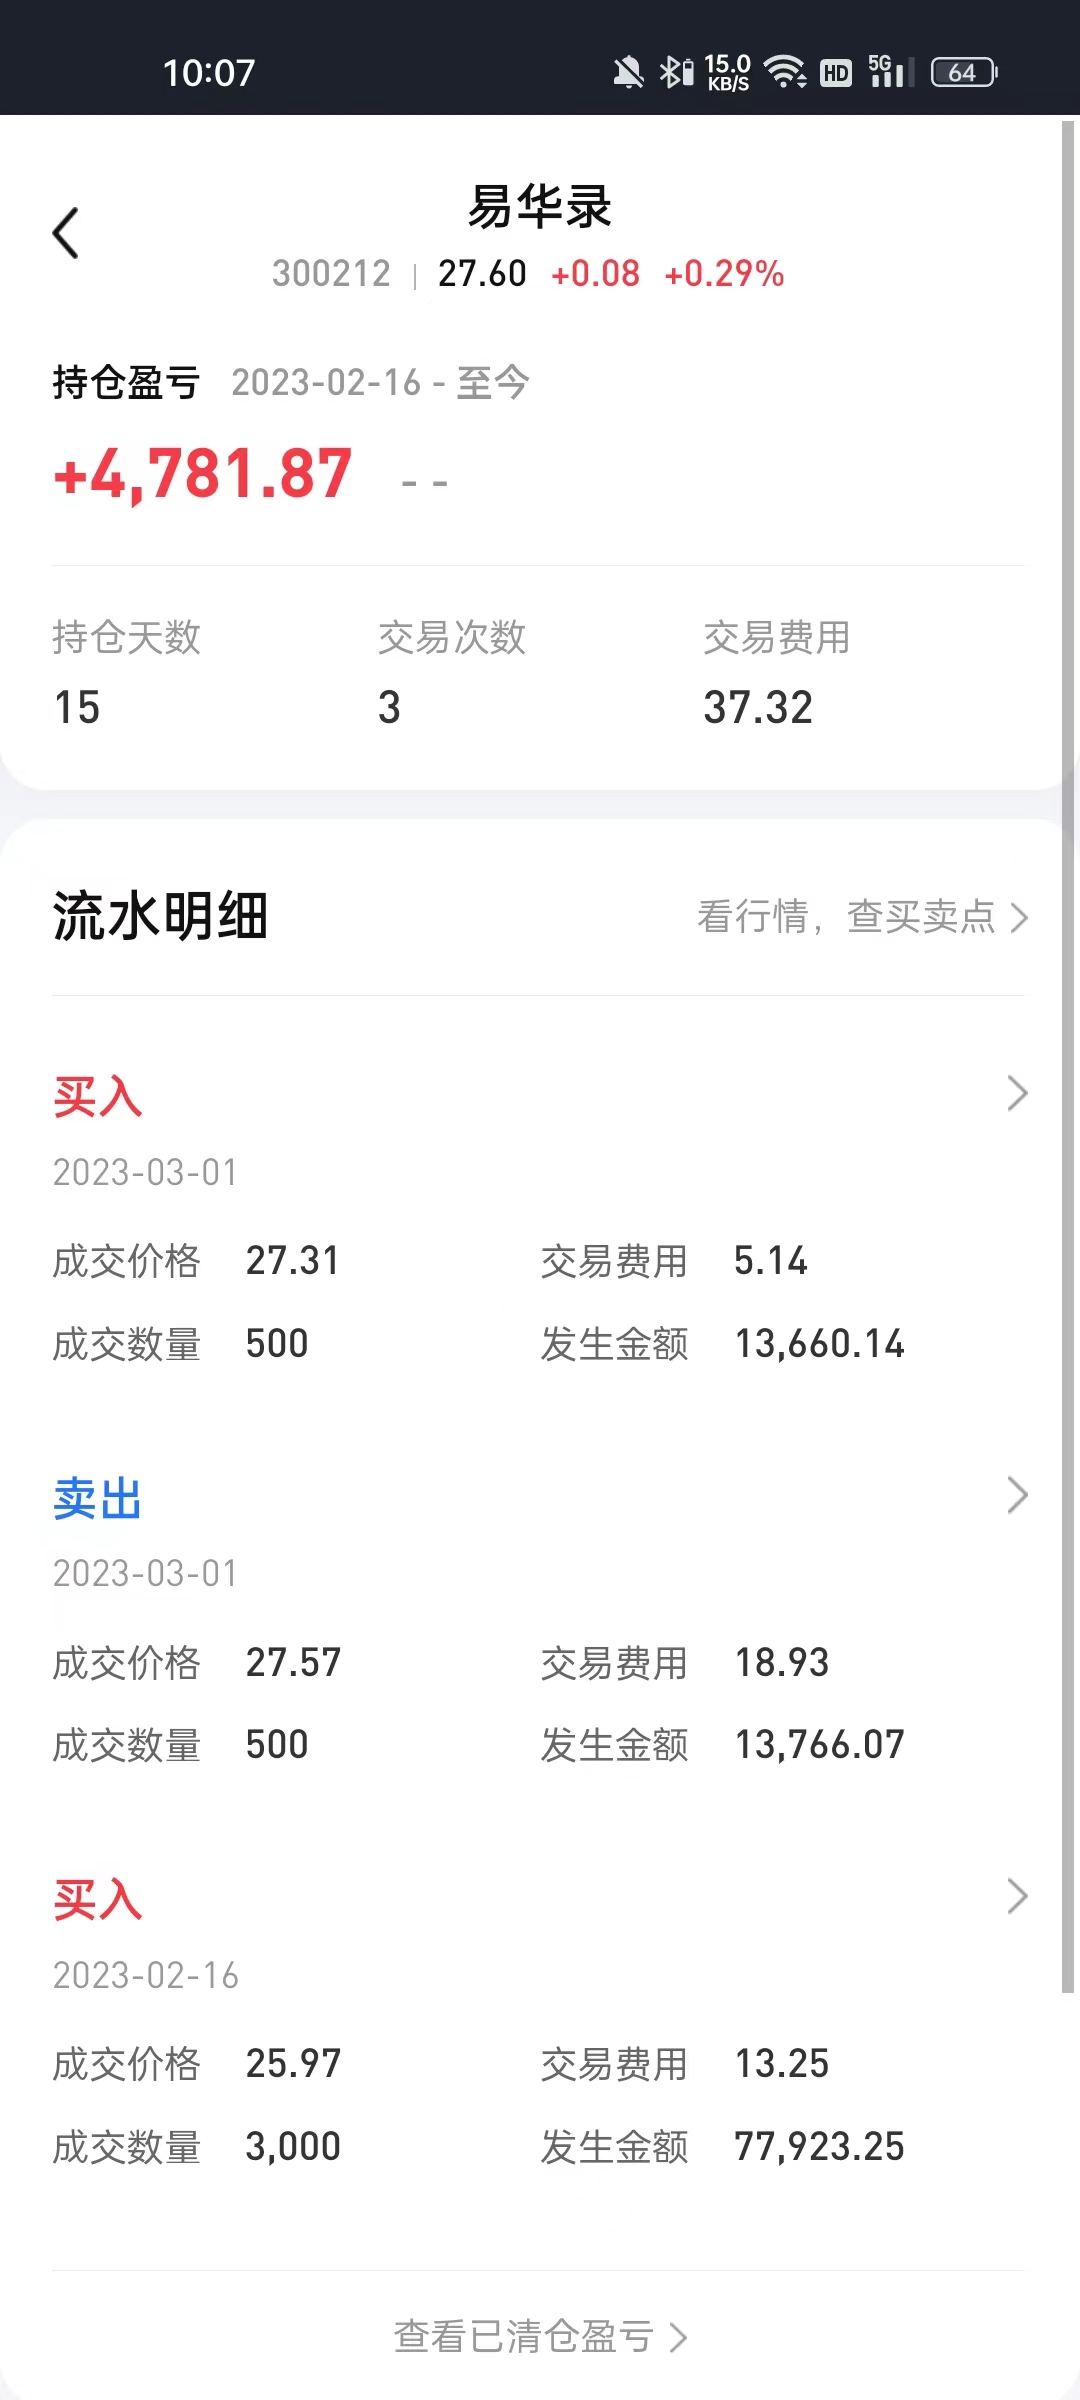 10:07
15.0 KB/S HD 5G 64
易华录
300212 | 27.60 +0.08 +0.29%
持仓盈亏 2023-02-16 - 至今
+4,781.87 - -
持仓天数 交易次数 交易费用
15 3 37.32
流水明细 看行情，查买卖点
买入
2023-03-01
成交价格 27.31 交易费用 5.14
成交数量 500 发生金额 13,660.14
卖出
2023-03-01
成交价格 27.57 交易费用 18.93
成交数量 500 发生金额 13,766.07
买入
2023-02-16
成交价格 25.97 交易费用 13.25
成交数量 3,000 发生金额 77,923.25
查看已清仓盈亏